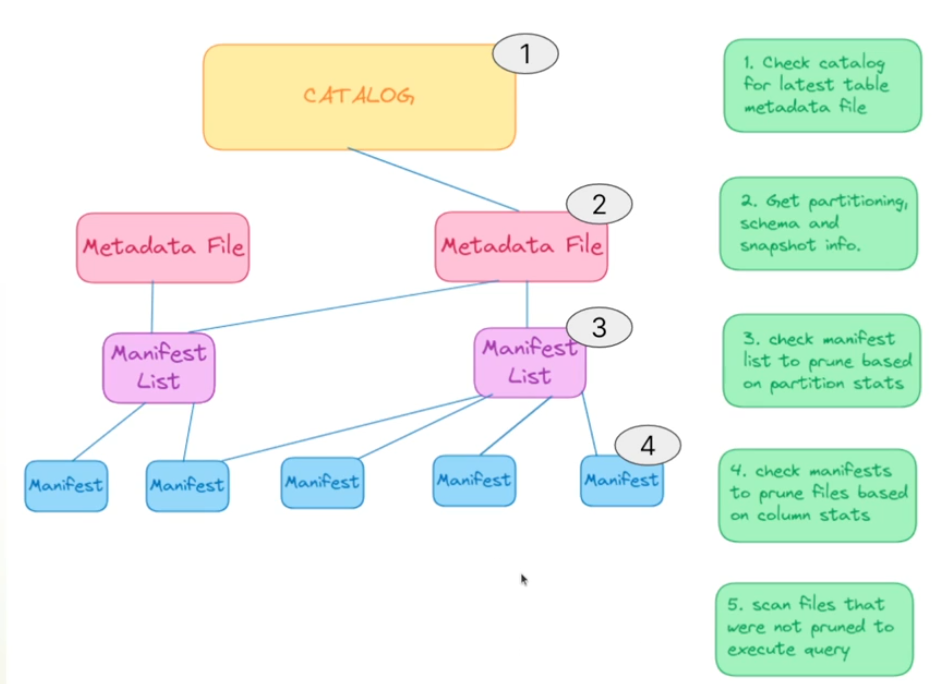 1
CATALOG
1. Check catalog
for latest table
metadata file
2
Metadata File
Metadata File
2. Get partitioning,
schema and
snapshot info.
3
Manifest
List
Manifest
List
3. check manifest
list to prune based
on partition stats
4
Manifest
Manifest
Manifest
Manifest
Manifest
4. check manifests
to prune files based
on column stats
5. scan files that
were not pruned to
execute query